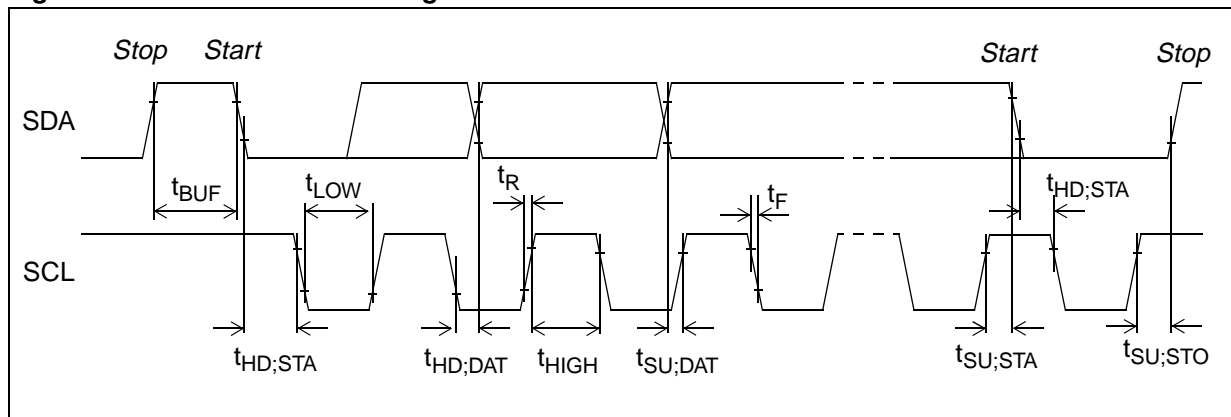 Stop Start Start Stop
SDA
tBUF tLOW tR tF tHD;STA
SCL
tHD;STA tHD;DAT tHIGH tSU;DAT tSU;STA tSU;STO